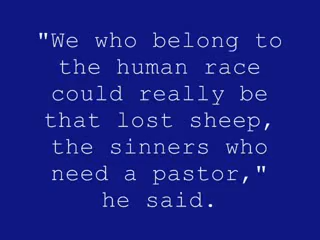 "We who belong to
the human race
could really be
that lost sheep,
the sinners who
need a pastor,"
he said.